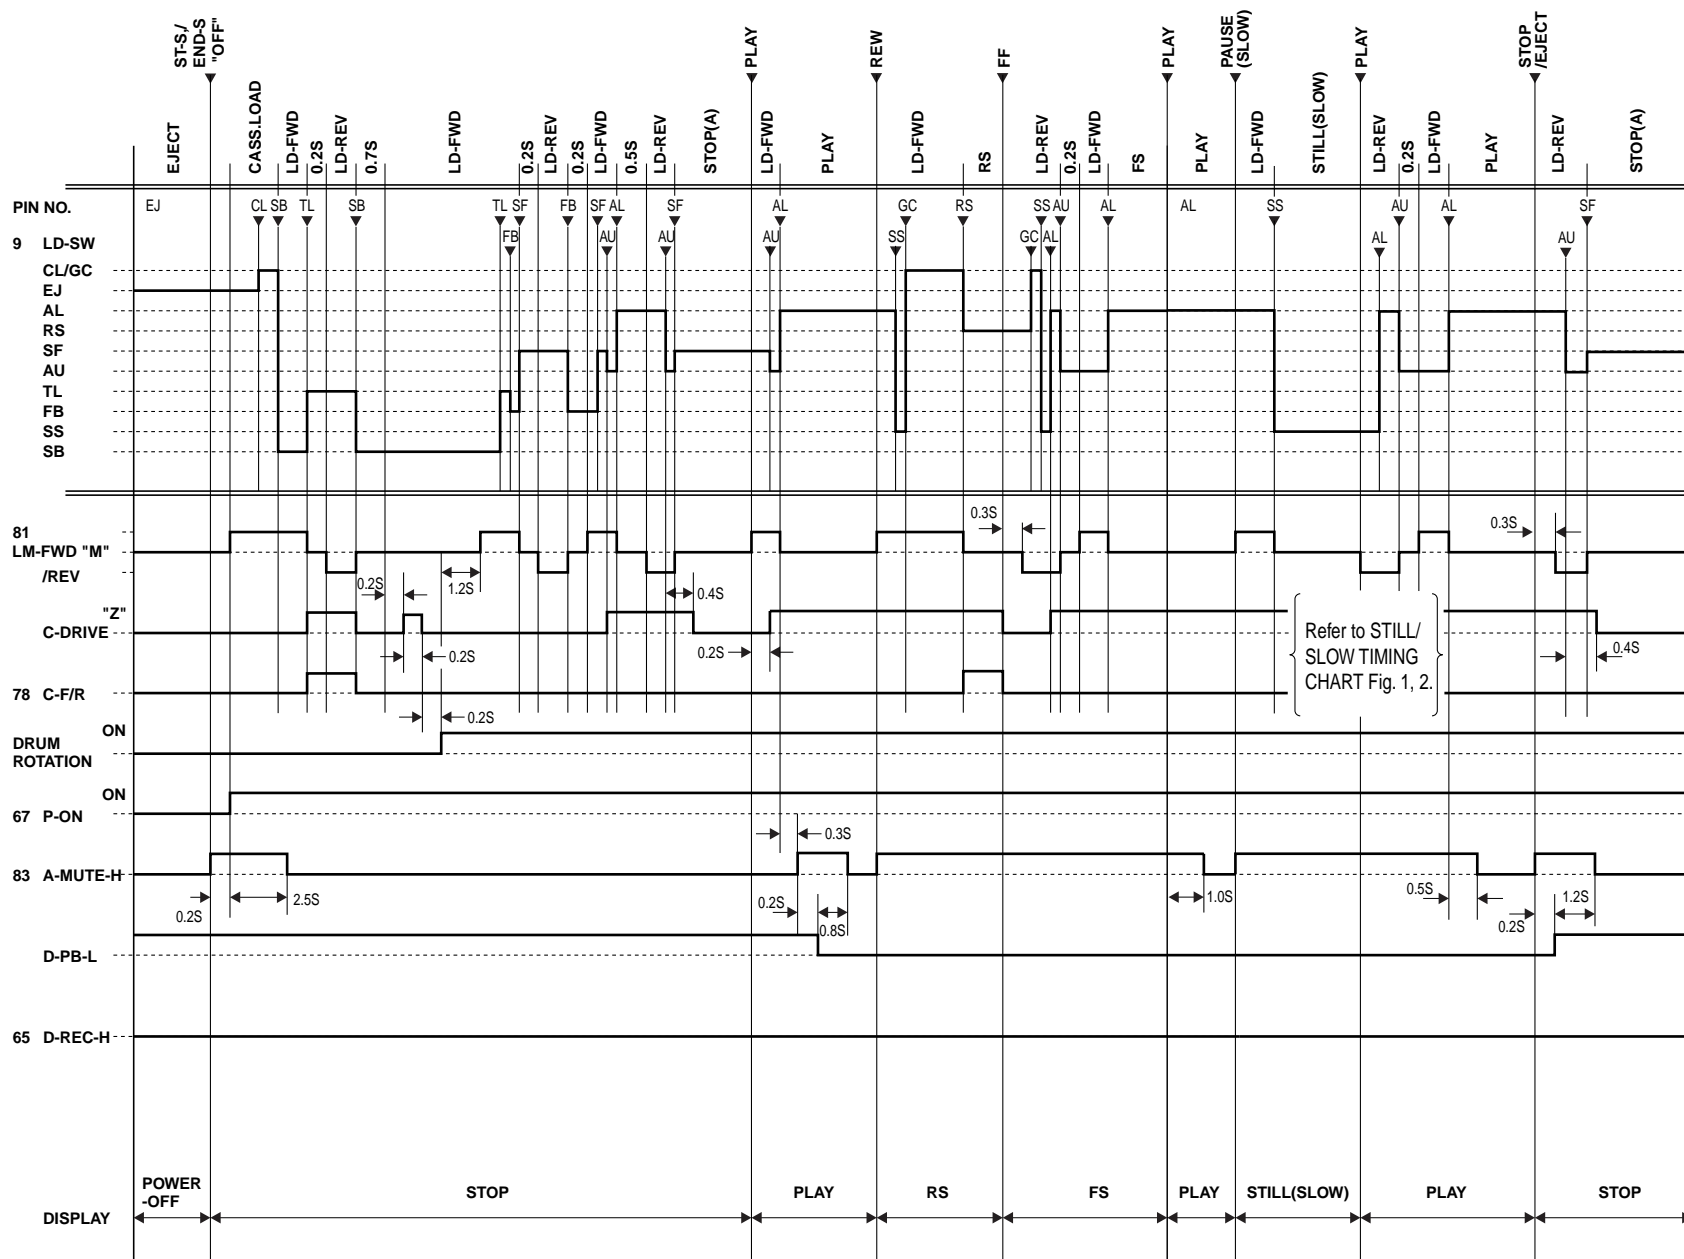 ST-S,/
END-S
"OFF"
PLAY
REW
FF
PLAY
PAUSE
(SLOW)
PLAY
STOP
/EJECT
EJECT
CASS.LOAD
LD-FWD
0.2S
LD-REV
0.7S
LD-FWD
0.2S
LD-REV
0.2S
LD-FWD
0.5S
LD-REV
STOP(A)
LD-FWD
PLAY
LD-FWD
RS
LD-REV
0.2S
LD-FWD
FS
PLAY
LD-FWD
STILL(SLOW)
LD-REV
0.2S
LD-FWD
PLAY
LD-REV
STOP(A)
PIN NO. EJ CL SB TL SB TL SF FB SF AL SF AL GC RS SS AU AL AL SS AU AL SF
9 LD-SW FB AU AU AU SS GC AL AL AU
CL/GC
EJ
AL
RS
SF
AU
TL
FB
SS
SB
81 0.3S 0.3S
LM-FWD "M"
/REV 0.2S 1.2S 0.4S
"Z"
C-DRIVE 0.2S 0.2S 0.4S
Refer to STILL/
SLOW TIMING
CHART Fig. 1, 2.
78 C-F/R
0.2S
ON
DRUM
ROTATION
ON
67 P-ON
0.3S
83 A-MUTE-H
0.2S 2.5S 0.2S 0.8S 1.0S 0.5S 0.2S 1.2S
D-PB-L
65 D-REC-H
POWER
-OFF STOP PLAY RS FS PLAY STILL(SLOW) PLAY STOP
DISPLAY